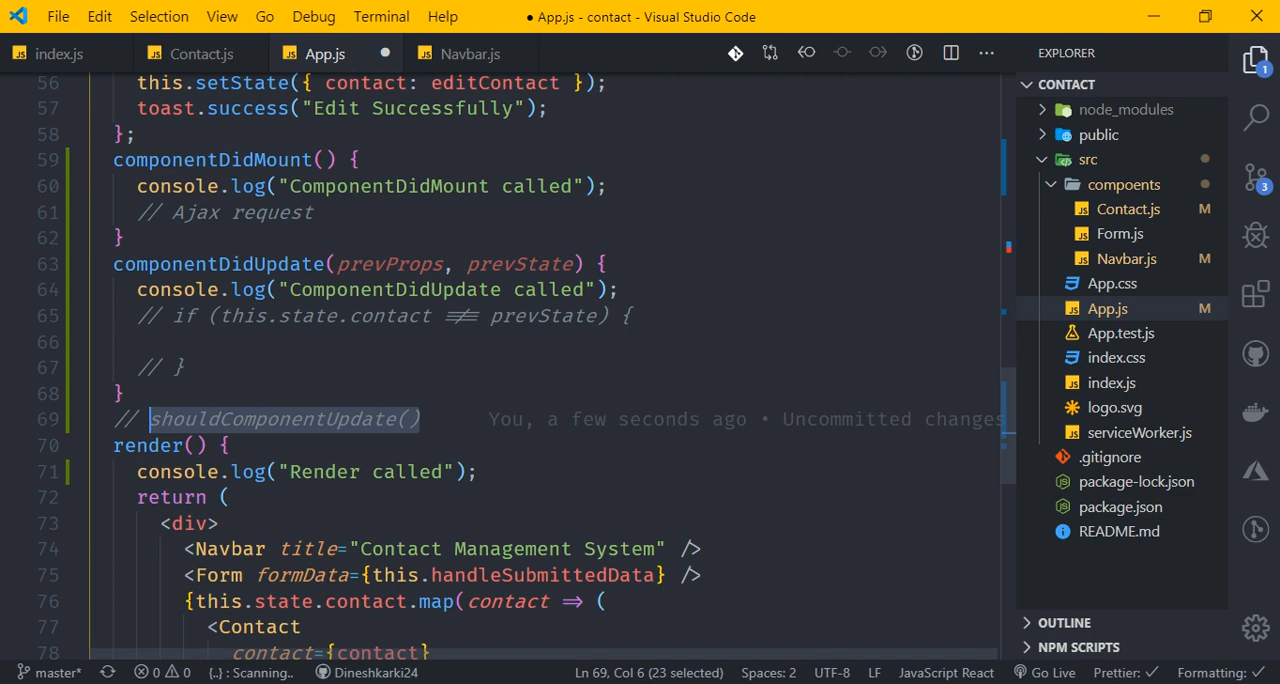 File Edit Selection View Go Debug Terminal Help ● App.js - contact - Visual Studio Code
index.js Contact.js App.js Navbar.js
56 this.setState({ contact: editContact });
57 toast.success("Edit Successfully");
58 };
59 componentDidMount() {
60 console.log("ComponentDidMount called");
61 // Ajax request
62 }
63 componentDidUpdate(prevProps, prevState) {
64 console.log("ComponentDidUpdate called");
65 // if (this.state.contact !== prevState) {
66
67 // }
68 }
69 // shouldComponentUpdate() You, a few seconds ago • Uncommitted changes
70 render() {
71 console.log("Render called");
72 return (
73 <div>
74 <Navbar title="Contact Management System" />
75 <Form formData={this.handleSubmittedData} />
76 {this.state.contact.map(contact => (
77 <Contact
78 contact={contact}
EXPLORER
CONTACT
node_modules
public
src
compoents
Contact.js M
Form.js
Navbar.js M
App.css
App.js M
App.test.js
index.css
index.js
logo.svg
serviceWorker.js
.gitignore
package-lock.json
package.json
README.md
OUTLINE
NPM SCRIPTS
1
3
master* 0 0 {..} : Scanning.. Dineshkarki24 Ln 69, Col 6 (23 selected) Spaces: 2 UTF-8 LF JavaScript React Go Live Prettier: ✓ Formatting: ✓